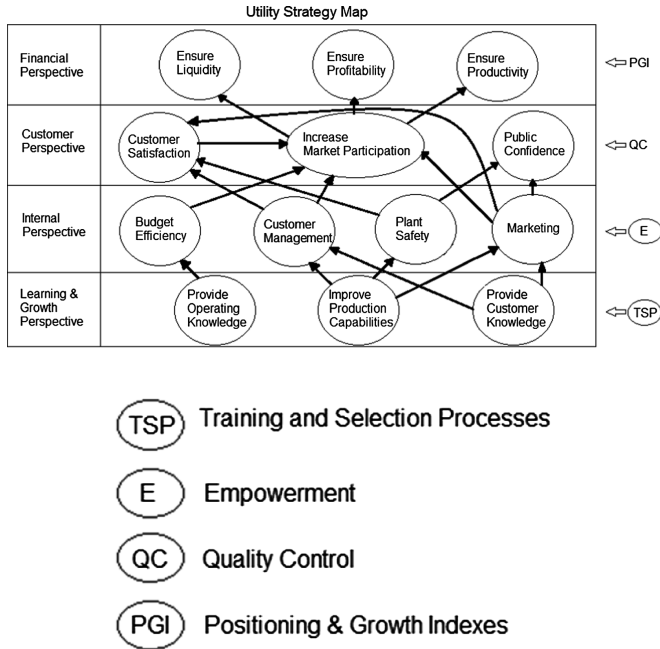 Utility Strategy Map
Financial
Perspective
Ensure
Liquidity
Ensure
Profitability
Ensure
Productivity
PGI
Customer
Perspective
Customer
Satisfaction
Increase
Market Participation
Public
Confidence
QC
Internal
Perspective
Budget
Efficiency
Customer
Management
Plant
Safety
Marketing
E
Learning &
Growth
Perspective
Provide
Operating
Knowledge
Improve
Production
Capabilities
Provide
Customer
Knowledge
TSP
TSP Training and Selection Processes
E Empowerment
QC Quality Control
PGI Positioning & Growth Indexes